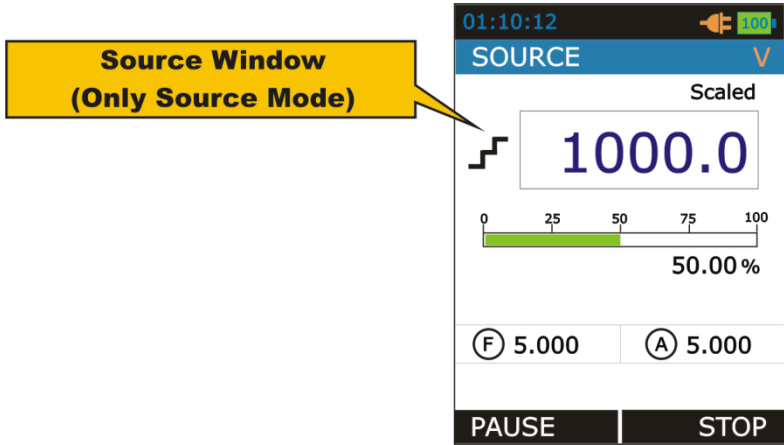 Source Window
(Only Source Mode)
01:10:12
100
SOURCE
V
Scaled
1000.0
0 25 50 75 100
50.00 %
F 5.000
A 5.000
PAUSE
STOP